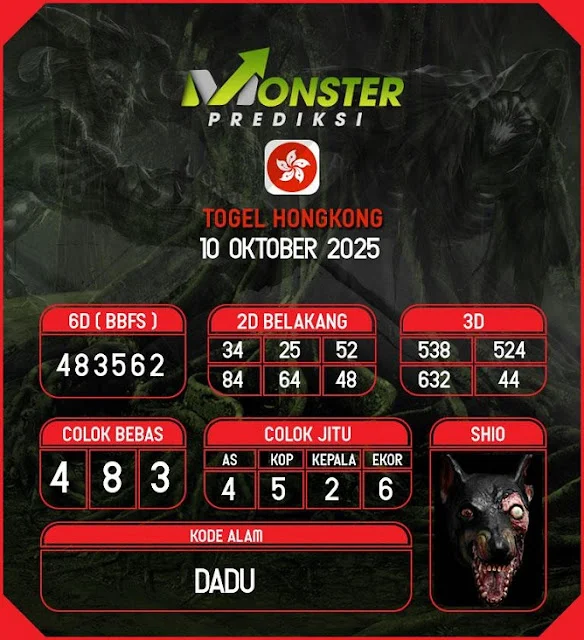 MONSTER
PREDIKSI
TOGEL HONGKONG
10 OKTOBER 2025
6D ( BBFS )
483562
2D BELAKANG
34 25 52
84 64 48
3D
538 524
632 44
COLOK BEBAS
4 8 3
COLOK JITU
AS KOP KEPALA EKOR
4 5 2 6
SHIO
KODE ALAM
DADU